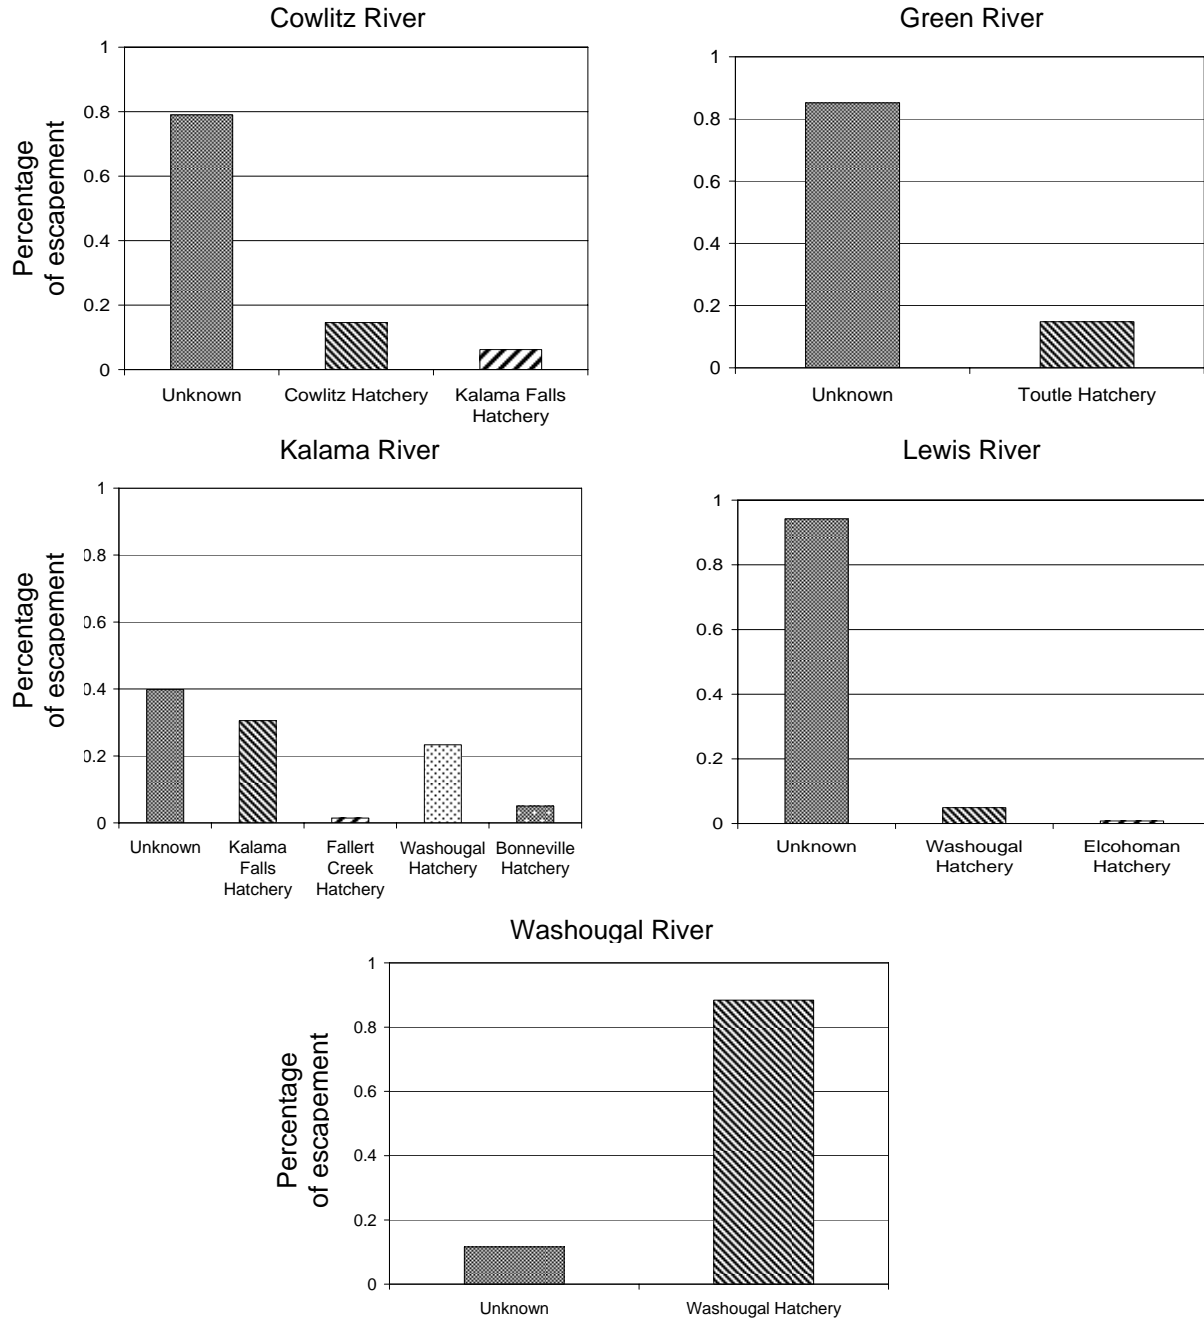 Cowlitz River
Percentage
of escapement
1
0.8
0.6
0.4
0.2
0
Unknown
Cowlitz Hatchery
Kalama Falls
Hatchery
Green River
1
0.8
0.6
0.4
0.2
0
Unknown
Toutle Hatchery
Kalama River
Percentage
of escapement
1
0.8
0.6
0.4
0.2
0
Unknown
Kalama
Falls
Hatchery
Fallert
Creek
Hatchery
Washougal
Hatchery
Bonneville
Hatchery
Lewis River
1
0.8
0.6
0.4
0.2
0
Unknown
Washougal
Hatchery
Elcohoman
Hatchery
Washougal River
Percentage
of escapement
1
0.8
0.6
0.4
0.2
0
Unknown
Washougal Hatchery